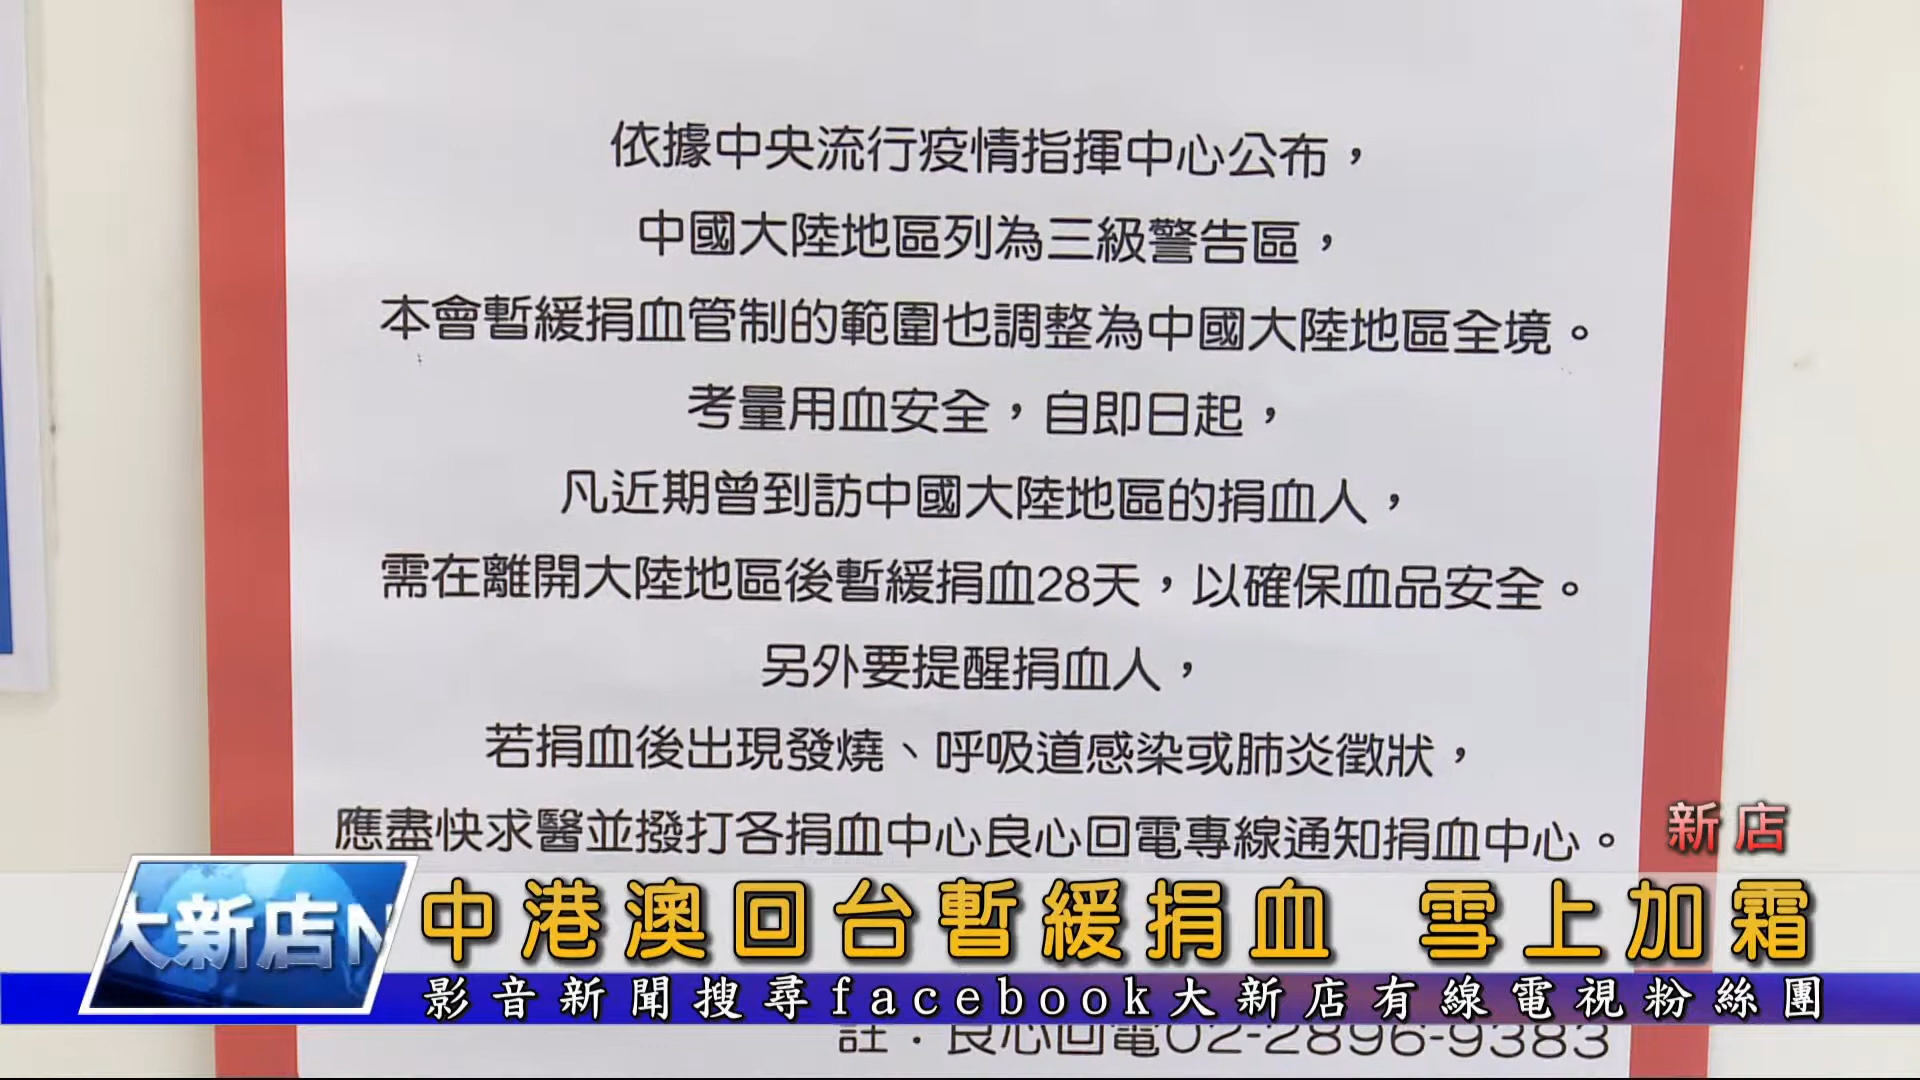 依據中央流行疫情指揮中心公布，
中國大陸地區列為三級警告區，
本會暫緩捐血管制的範圍也調整為中國大陸地區全境。
考量用血安全，自即日起，
凡近期曾到訪中國大陸地區的捐血人，
需在離開大陸地區後暫緩捐血28天，以確保血品安全。
另外要提醒捐血人，
若捐血後出現發燒、呼吸道感染或肺炎徵狀，
應盡快求醫並撥打各捐血中心良心回電專線通知捐血中心。
新店
大新店N
中港澳回台暫緩捐血 雪上加霜
影音新聞搜尋facebook大新店有線電視粉絲團
註：良心回電02-2896-9383